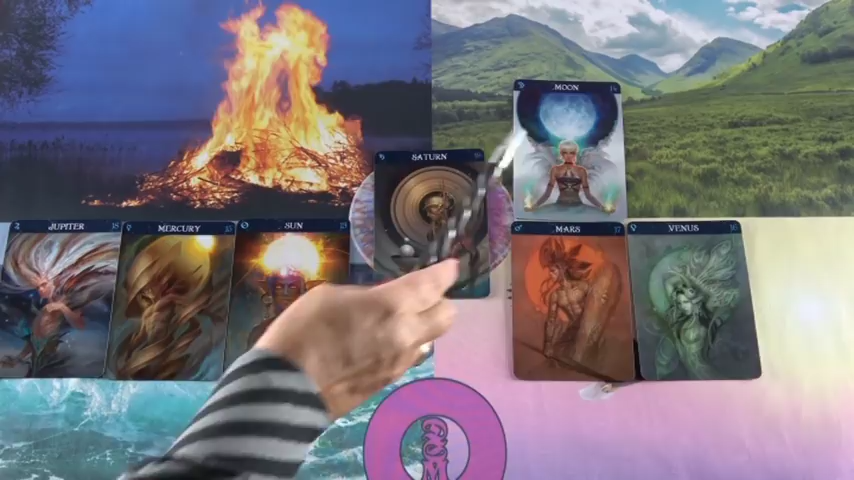 MOON
SATURN
JUPITER
MERCURY
SUN
MARS
VENUS